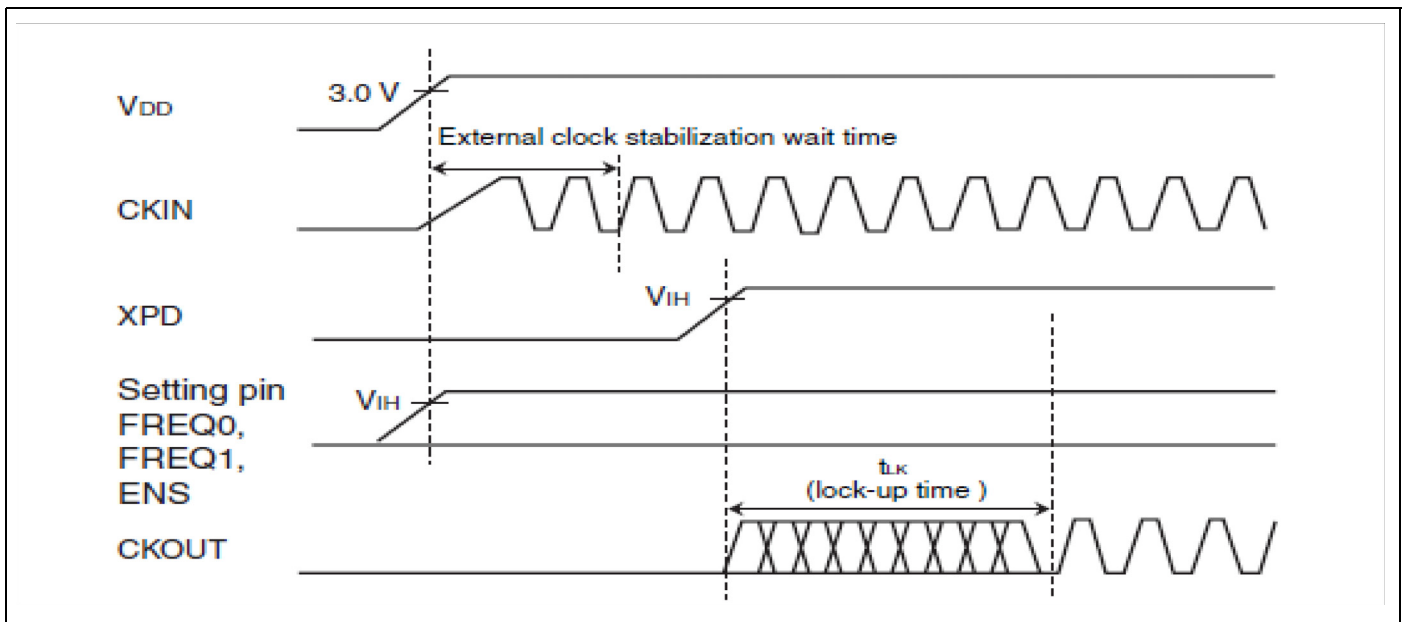 VDD
3.0 V
External clock stabilization wait time
CKIN
XPD
VIH
Setting pin
FREQ0,
FREQ1,
ENS
VIH
tLK
(lock-up time )
CKOUT